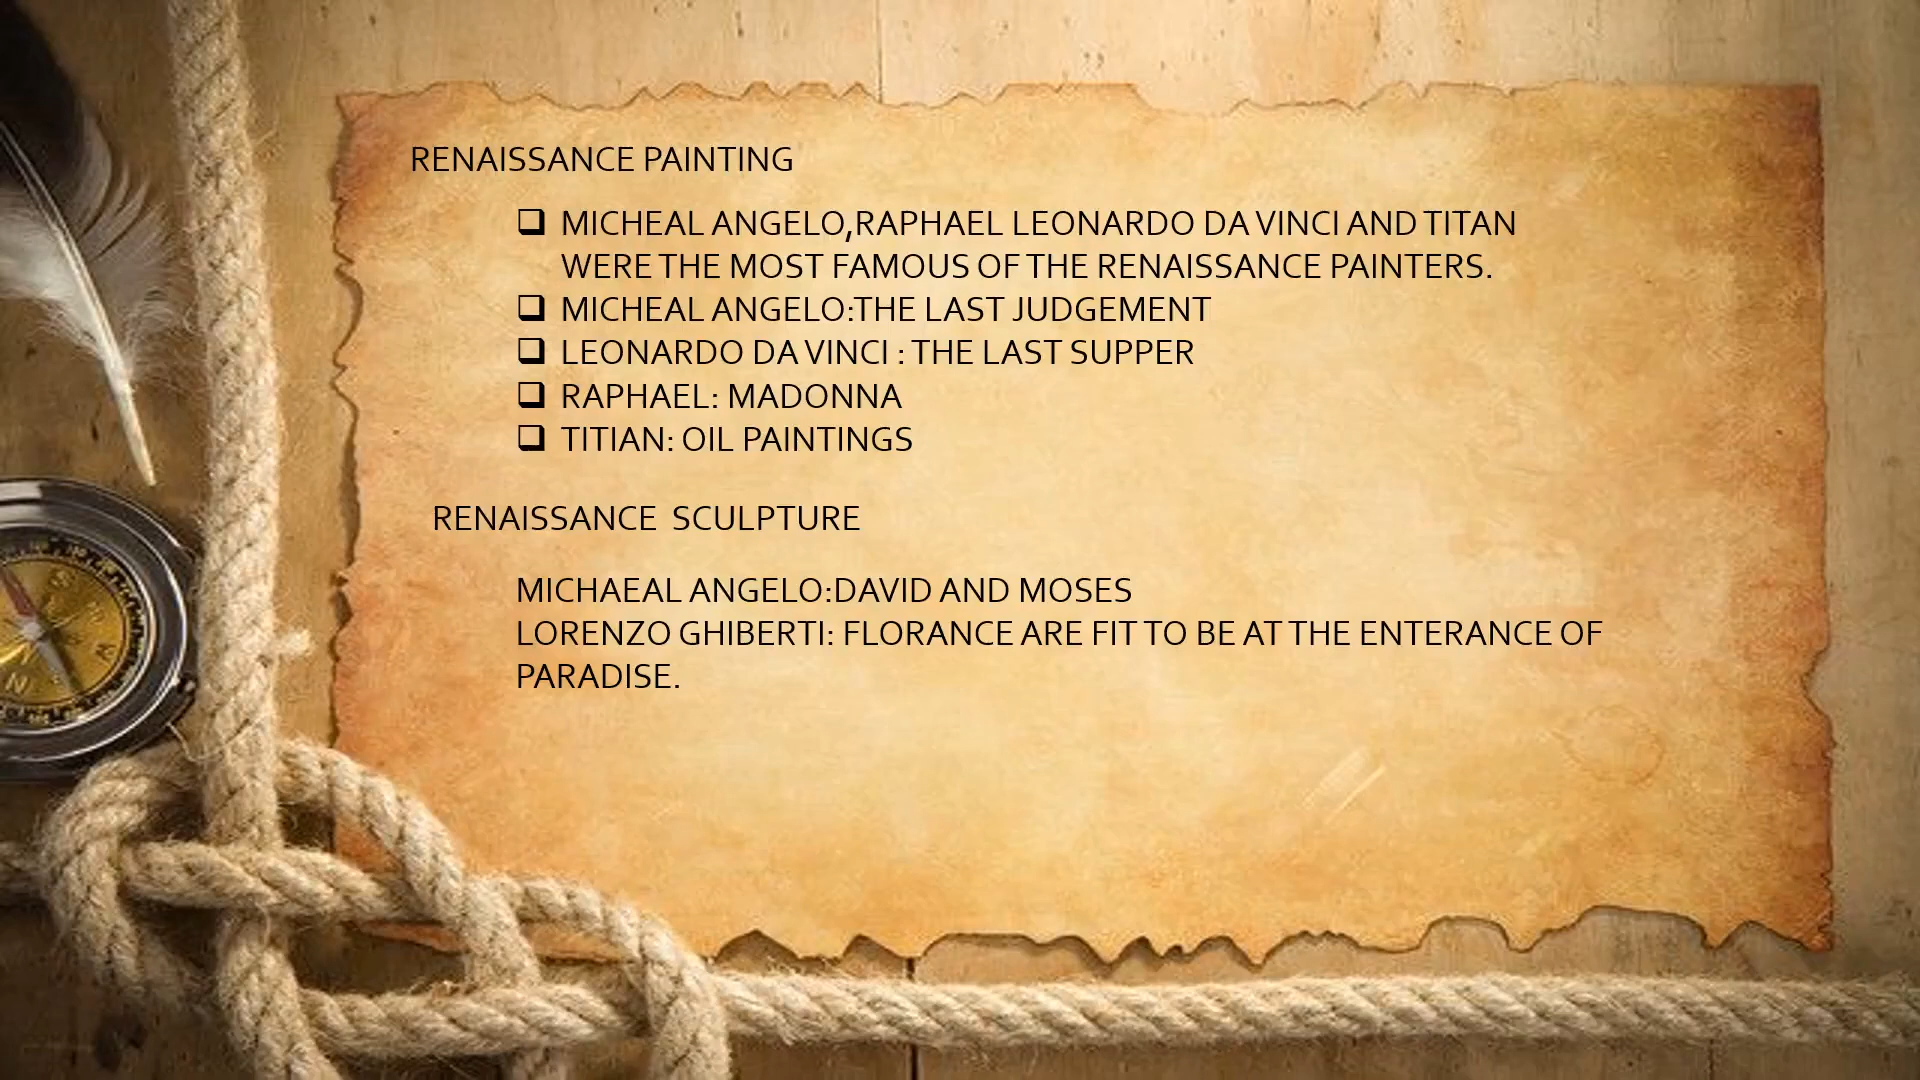 RENAISSANCE PAINTING
❑ MICHEAL ANGELO,RAPHAEL LEONARDO DA VINCI AND TITAN
WERE THE MOST FAMOUS OF THE RENAISSANCE PAINTERS.
❑ MICHEAL ANGELO:THE LAST JUDGEMENT
❑ LEONARDO DA VINCI : THE LAST SUPPER
❑ RAPHAEL: MADONNA
❑ TITIAN: OIL PAINTINGS
RENAISSANCE SCULPTURE
MICHAEAL ANGELO:DAVID AND MOSES
LORENZO GHIBERTI: FLORANCE ARE FIT TO BE AT THE ENTERANCE OF
PARADISE.